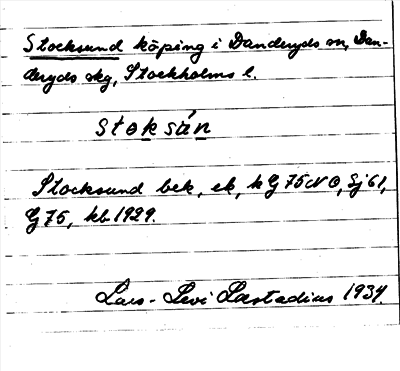 Stocksund köping i Danderyds sn, Dan-
deryds skg, Stockholms l.
stoksún
Stocksund bek, ek, k G 75 NO, Sj 61,
G 75, kb 1929.
Lars-Levi Læstadius 1934.